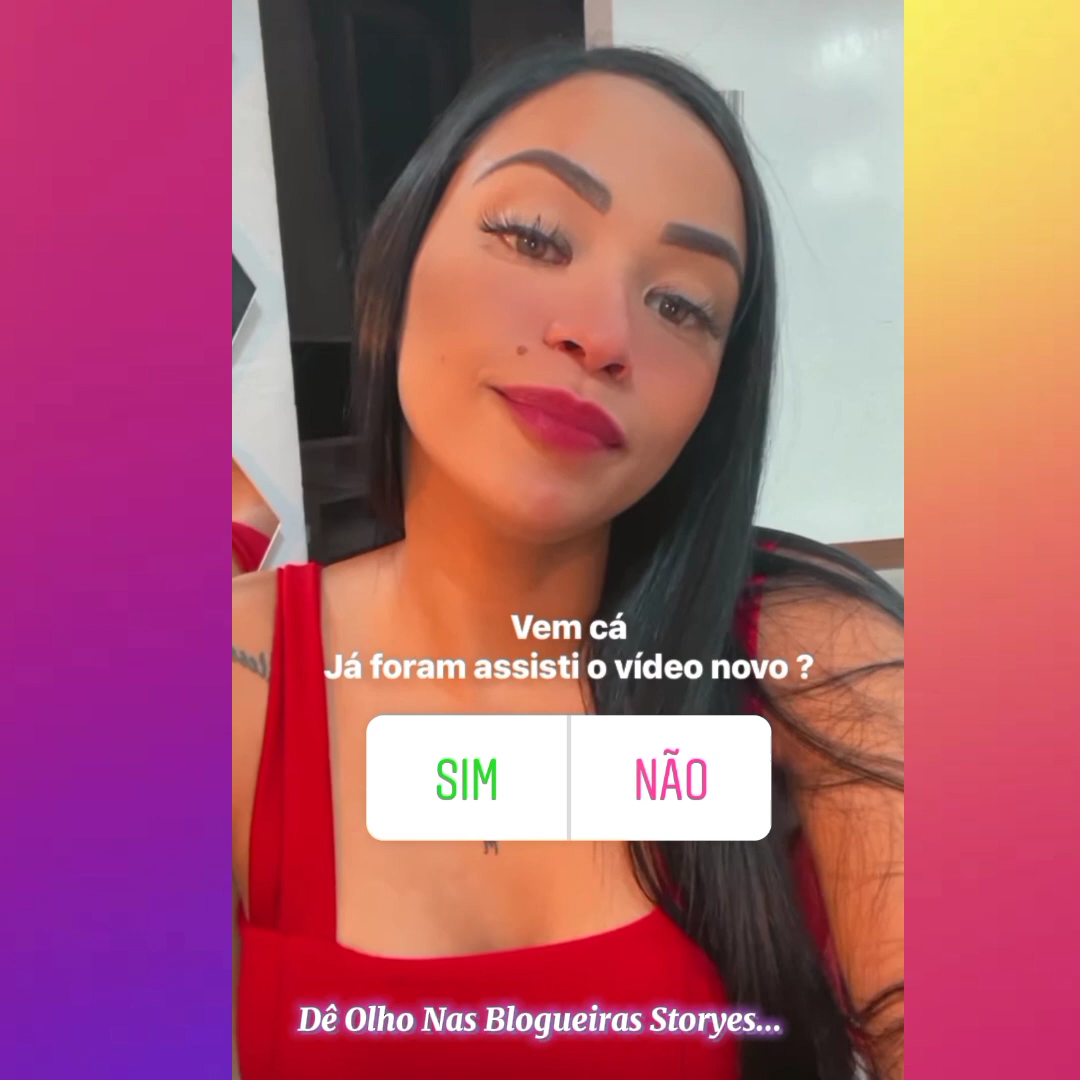 Vem cá
Já foram assisti o vídeo novo ?
SIM
NÃO
M
Dê Olho Nas Blogueiras Storyes...